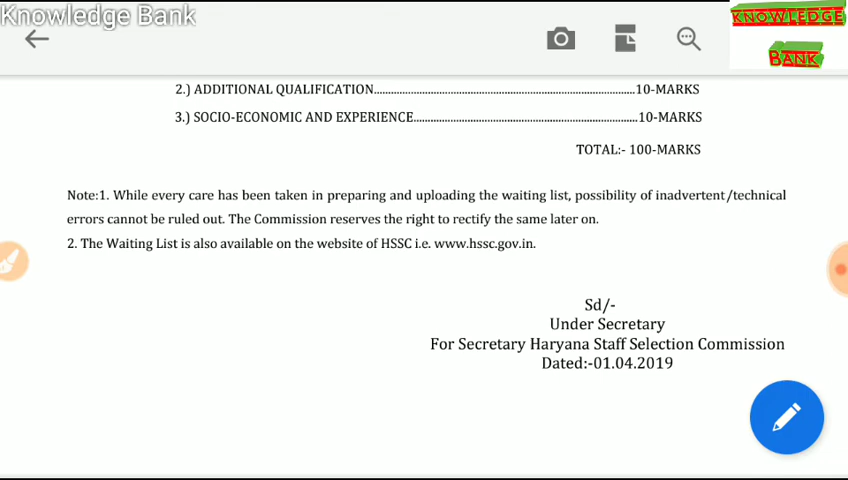 Knowledge Bank
KNOWLEDGE
BANK
2.) ADDITIONAL QUALIFICATION....................................................................................10-MARKS
3.) SOCIO-ECONOMIC AND EXPERIENCE.........................................................................10-MARKS
TOTAL:- 100-MARKS
Note:1. While every care has been taken in preparing and uploading the waiting list, possibility of inadvertent/technical
errors cannot be ruled out. The Commission reserves the right to rectify the same later on.
2. The Waiting List is also available on the website of HSSC i.e. www.hssc.gov.in.
Sd/-
Under Secretary
For Secretary Haryana Staff Selection Commission
Dated:-01.04.2019